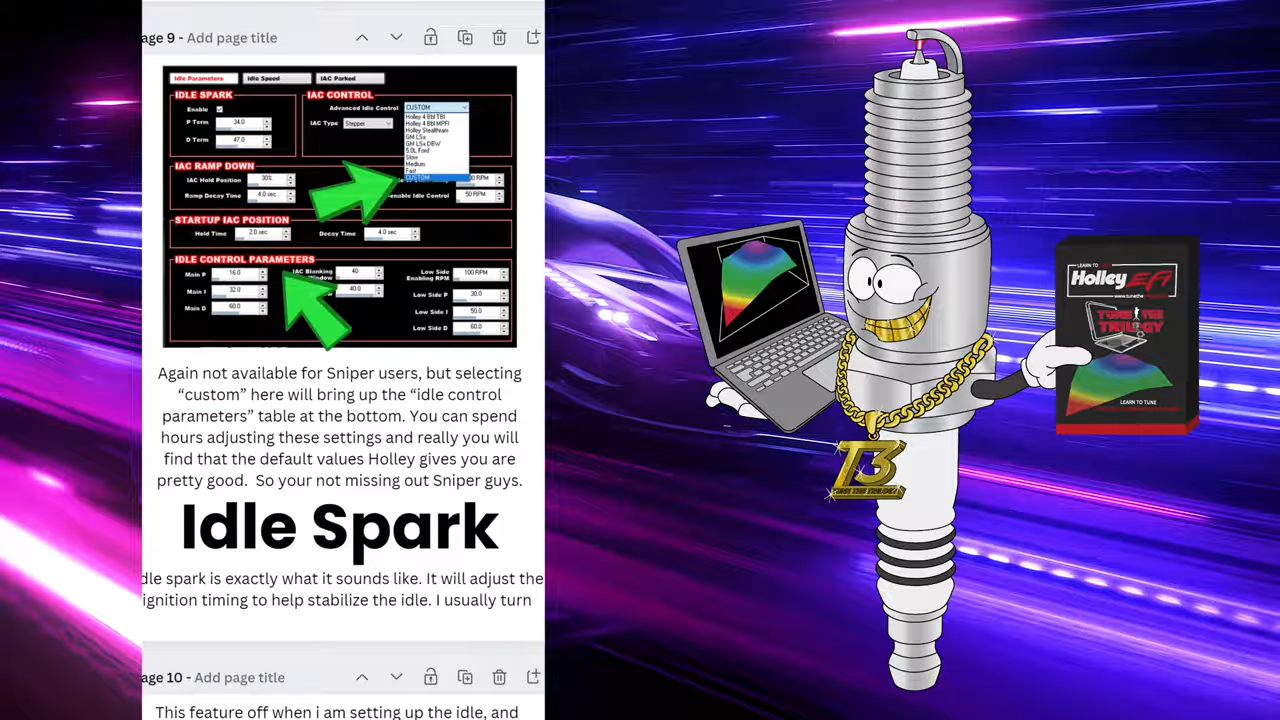 age 9 - Add page title
Idle Parameters Idle Speed IAC Parked
IDLE SPARK
Enable
P Term 34.0
D Term 47.0
IAC CONTROL
Advanced Idle Control CUSTOM
IAC Type Stepper
Holley 4 Bbl TBI
Holley 4 Bbl MPFI
Holley Stealthram
GM LSx
GM LSx DBW
5.0L Ford
Slow
Medium
Fast
CUSTOM
IAC RAMP DOWN
IAC Hold Position 30%
Ramp Decay Time 4.0 sec
00 RPM
enable Idle Control 50 RPM
STARTUP IAC POSITION
Hold Time 2.0 sec Decay Time 4.0 sec
IDLE CONTROL PARAMETERS
Main P 16.0
Main I 32.0
Main D 60.0
IAC Blanking 40
40.0
Low Side
Enabling RPM 100 RPM
Low Side P 30.0
Low Side I 50.0
Low Side D 60.0
Again not available for Sniper users, but selecting
“custom” here will bring up the “idle control
parameters” table at the bottom. You can spend
hours adjusting these settings and really you will
find that the default values Holley gives you are
pretty good. So your not missing out Sniper guys.
Idle Spark
dle spark is exactly what it sounds like. It will adjust the
ignition timing to help stabilize the idle. I usually turn
age 10 - Add page title
This feature off when i am setting up the idle, and
T3
TUNE TEE TRILOGY
LEARN TO
Holley EFI
TUNE TEE
TRILOGY
LEARN TO TUNE